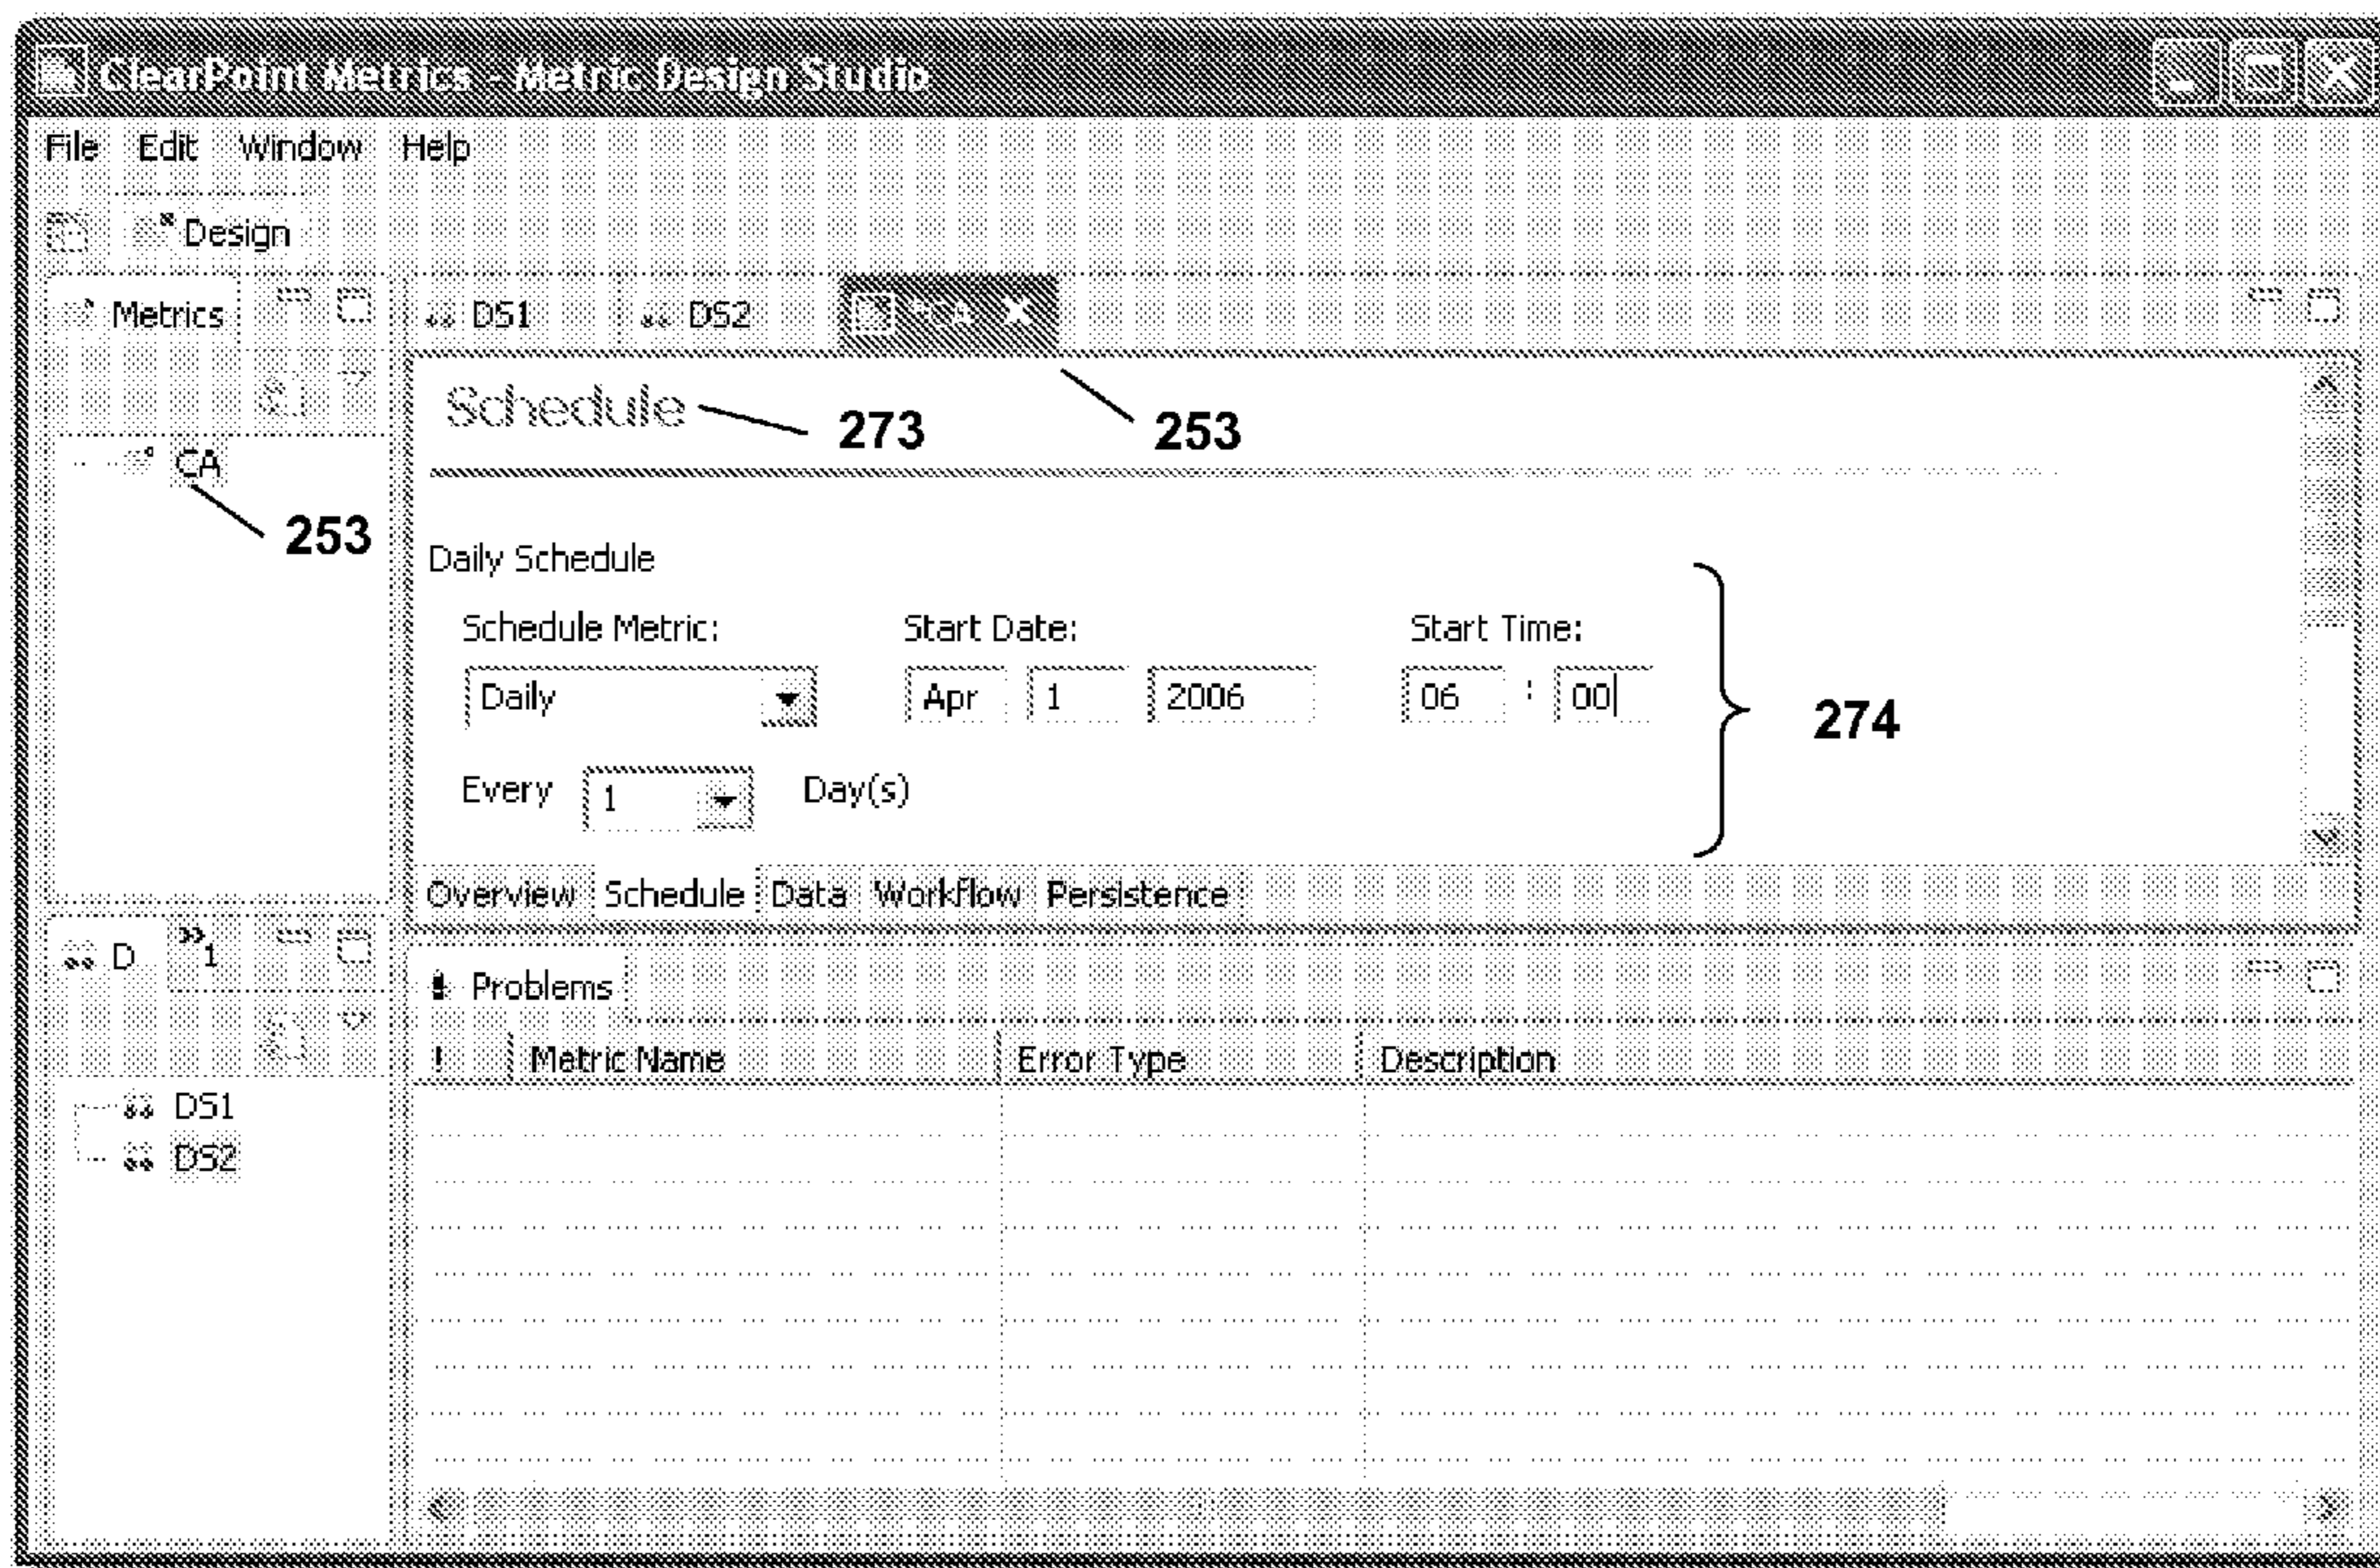 ClearPoint Metrics - Metric Design Studio
File Edit Window Help
Design
Metrics
CA
253
DS1 DS2 *CA
Schedule
273
253
Daily Schedule
Schedule Metric: Start Date: Start Time:
Daily Apr 1 2006 06 : 00
Every 1 Day(s)
274
Overview Schedule Data Workflow Persistence
D »1
DS1
DS2
! Problems
! Metric Name Error Type Description